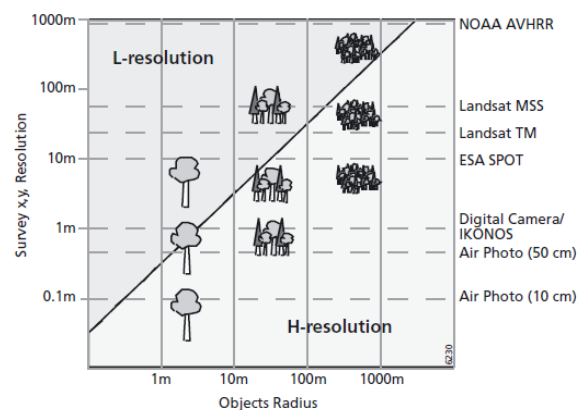 1000m
NOAA AVHRR
L-resolution
100m
Landsat MSS
Landsat TM
10m
ESA SPOT
Survey x,y, Resolution
1m
Digital Camera/
IKONOS
Air Photo (50 cm)
0.1m
Air Photo (10 cm)
H-resolution
6230
1m
10m
100m
1000m
Objects Radius